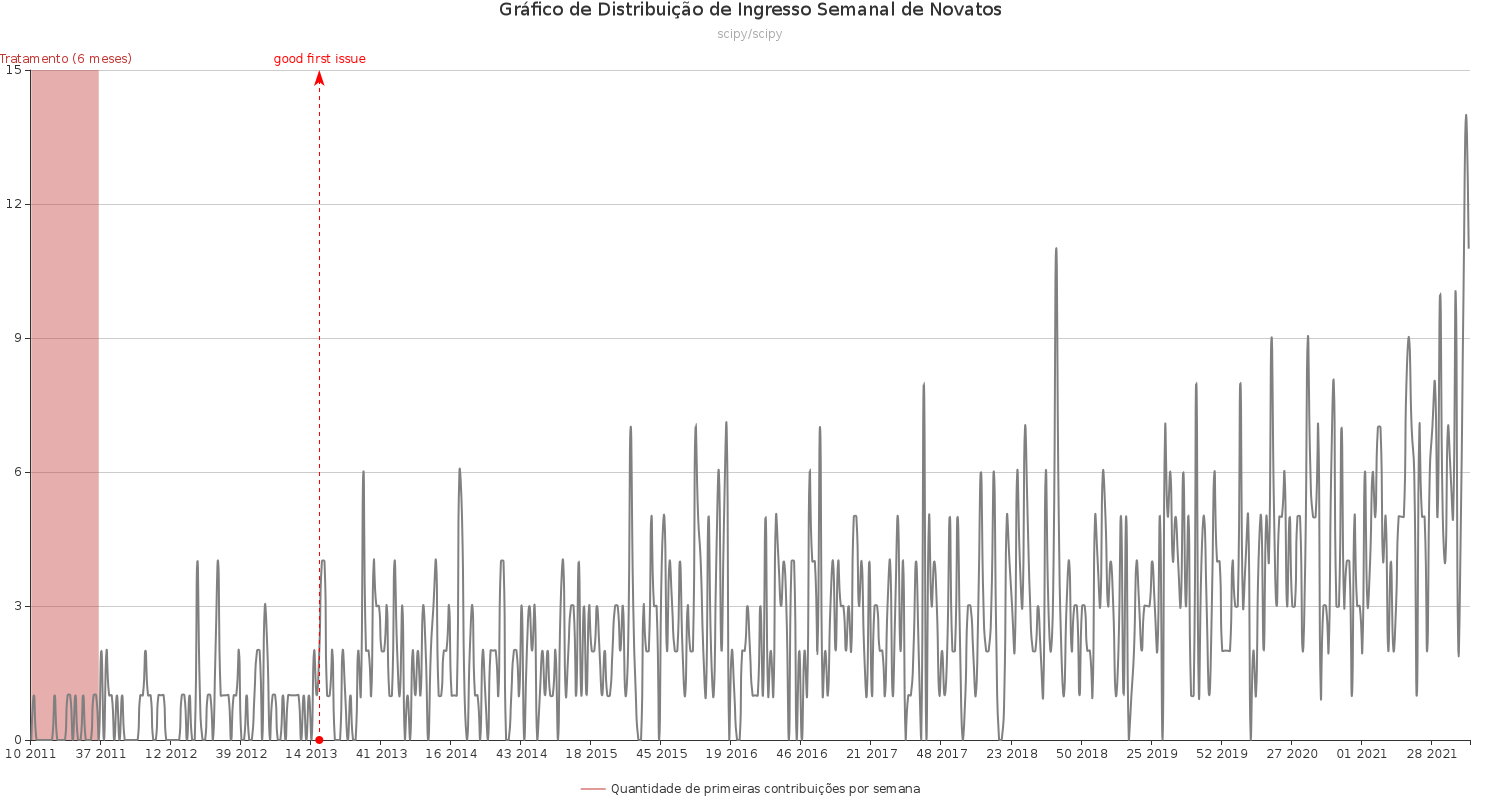 Gráfico de Distribuição de Ingresso Semanal de Novatos
scipy/scipy
Tratamento (6 meses)
good first issue
15
12
9
6
3
0
10 2011 37 2011 12 2012 39 2012 14 2013 41 2013 16 2014 43 2014 18 2015 45 2015 19 2016 46 2016 21 2017 48 2017 23 2018 50 2018 25 2019 52 2019 27 2020 01 2021 28 2021
Quantidade de primeiras contribuições por semana